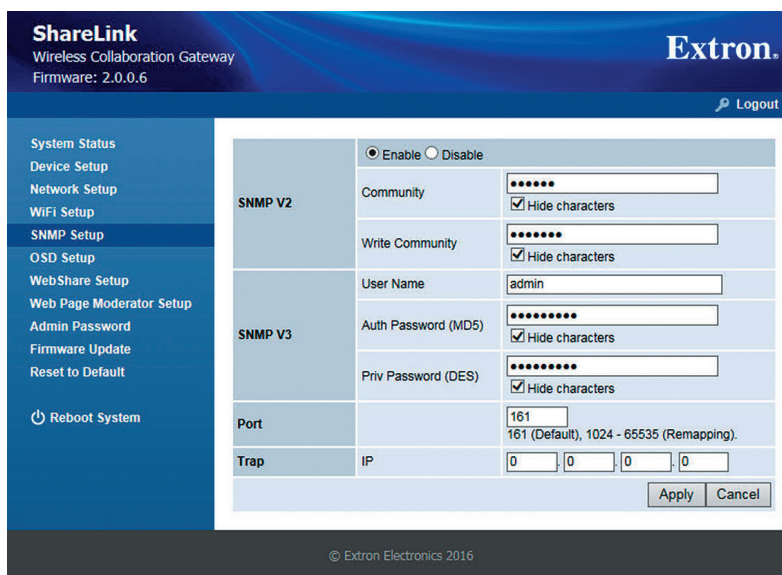 ShareLink
Wireless Collaboration Gateway
Firmware: 2.0.0.6
Extron®
Logout
System Status
Device Setup
Network Setup
WiFi Setup
SNMP Setup
OSD Setup
WebShare Setup
Web Page Moderator Setup
Admin Password
Firmware Update
Reset to Default
Reboot System
SNMP V2
Enable Disable
Community
••••••
Hide characters
Write Community
•••••••
Hide characters
SNMP V3
User Name
admin
Auth Password (MD5)
•••••••••
Hide characters
Priv Password (DES)
•••••••••
Hide characters
Port
161
161 (Default), 1024 - 65535 (Remapping).
Trap
IP
0 . 0 . 0 . 0
Apply
Cancel
© Extron Electronics 2016